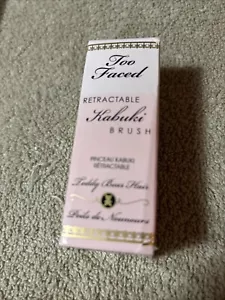 Too
Faced
RETRACTABLE
Kabuki
BRUSH
PINCEAU KABUKI
RÉTRACTABLE
Teddy Bear Hair
Poils de Nounours